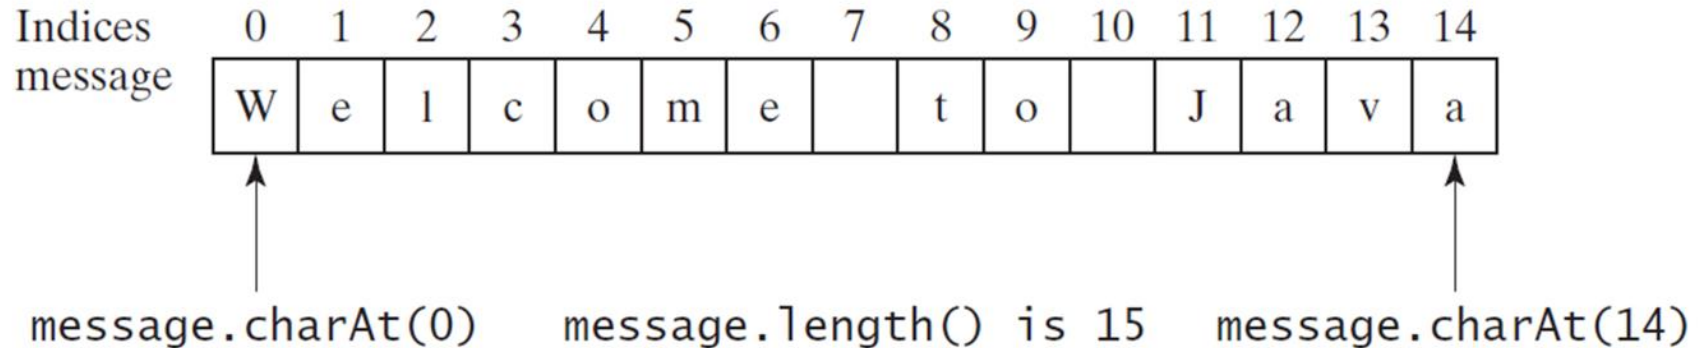 Indices 0 1 2 3 4 5 6 7 8 9 10 11 12 13 14
message W e l c o m e t o J a v a
message.charAt(0) message.length() is 15 message.charAt(14)